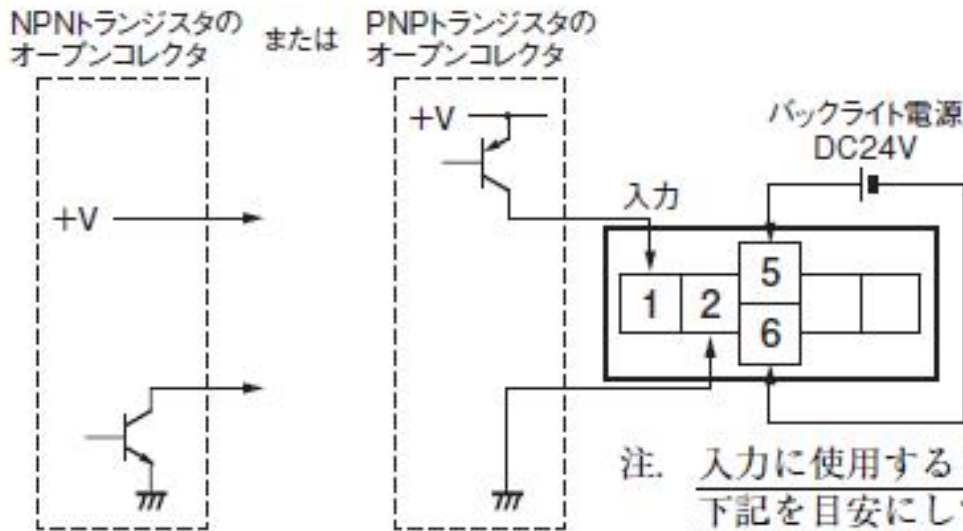 NPNトランジスタの
オープンコレクタ
または
PNPトランジスタの
オープンコレクタ
+V
+V
バックライト電源
DC24V
入力
1
2
5
6
注. 入力に使用する
下記を目安にし